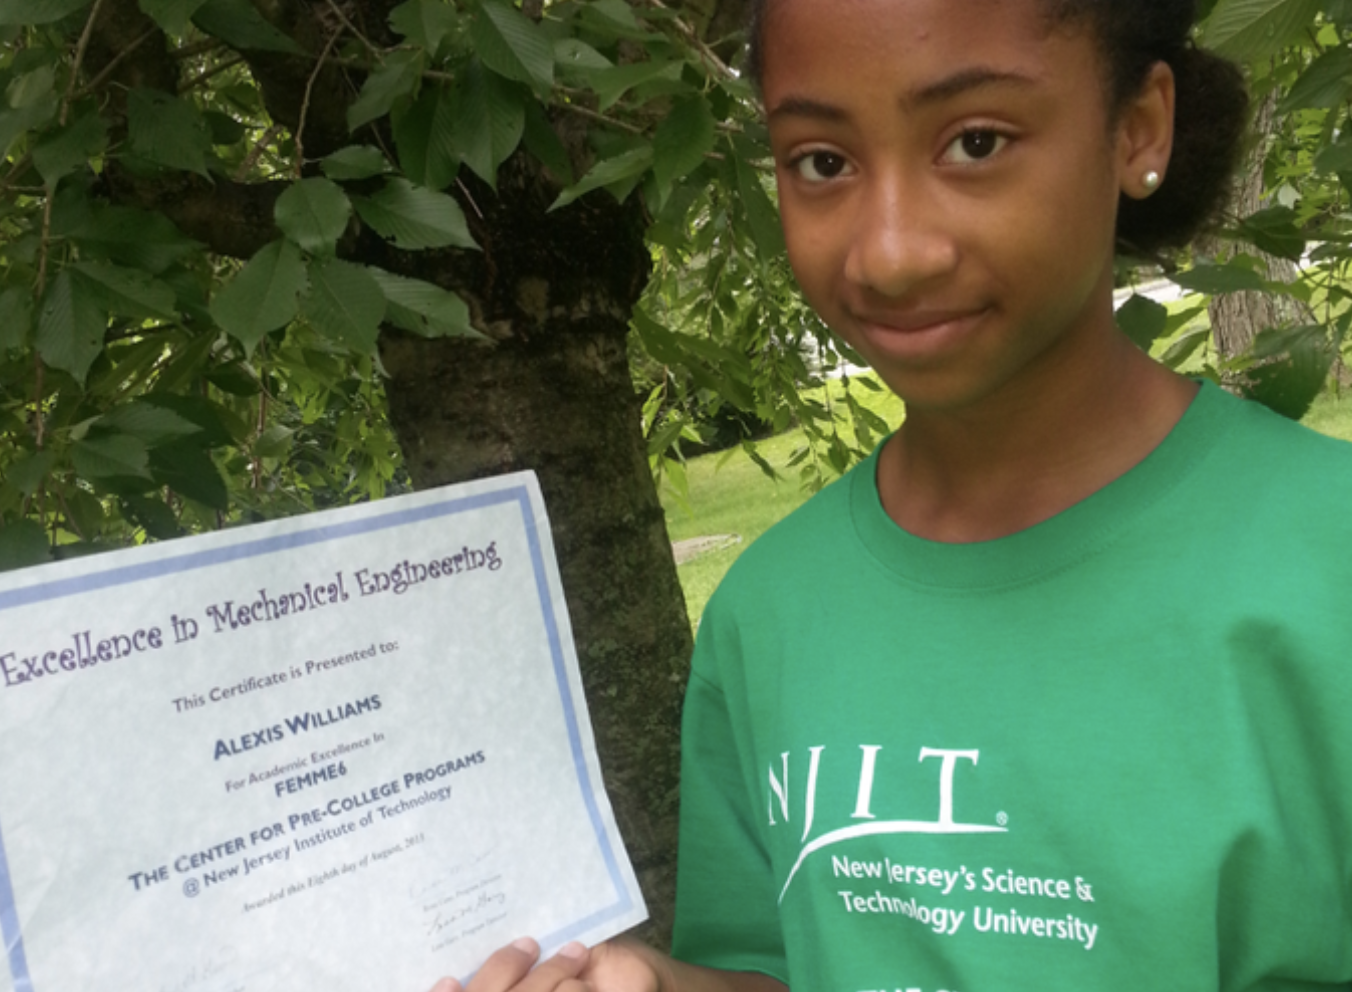 Excellence in Mechanical Engineering
This Certificate is Presented to:
ALEXIS WILLIAMS
For Academic Excellence In
FEMME6
THE CENTER FOR PRE-COLLEGE PROGRAMS
@ New Jersey Institute of Technology
Awarded this Eighth day of August,
NJIT®
New Jersey's Science &
Technology University